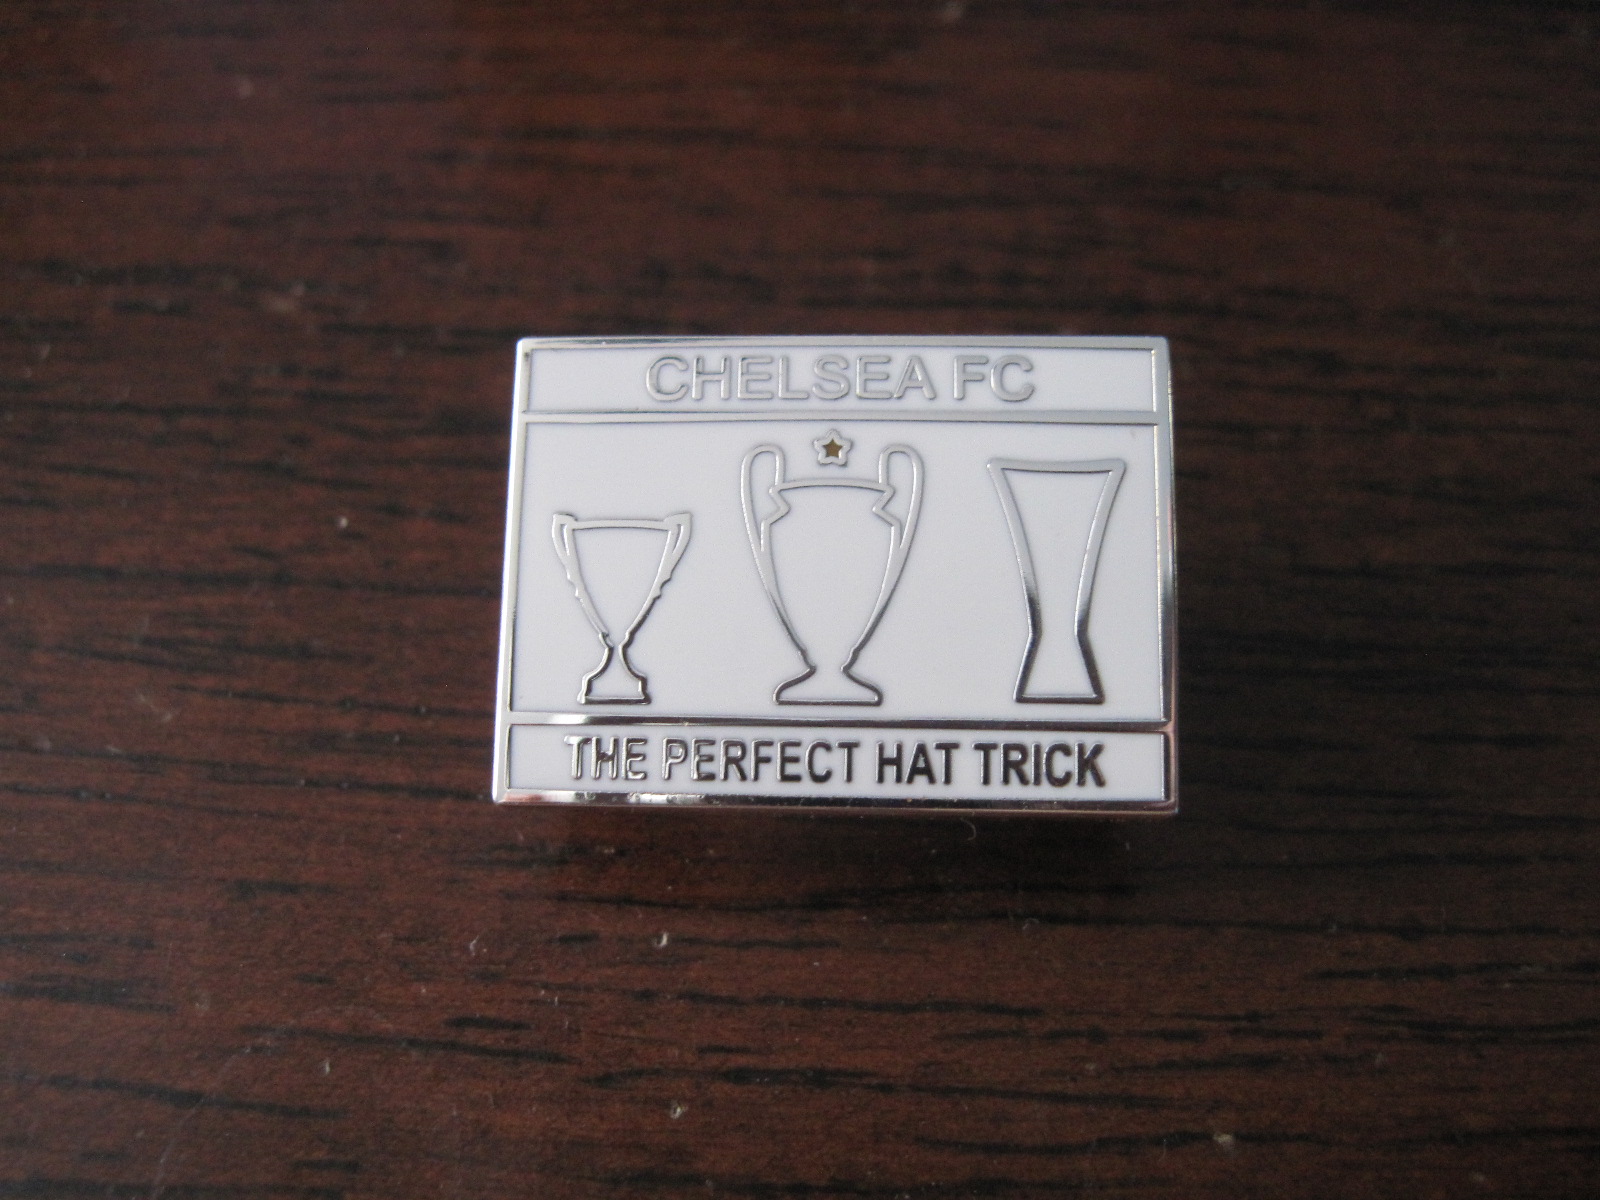 CHELSEA FC
THE PERFECT HAT TRICK